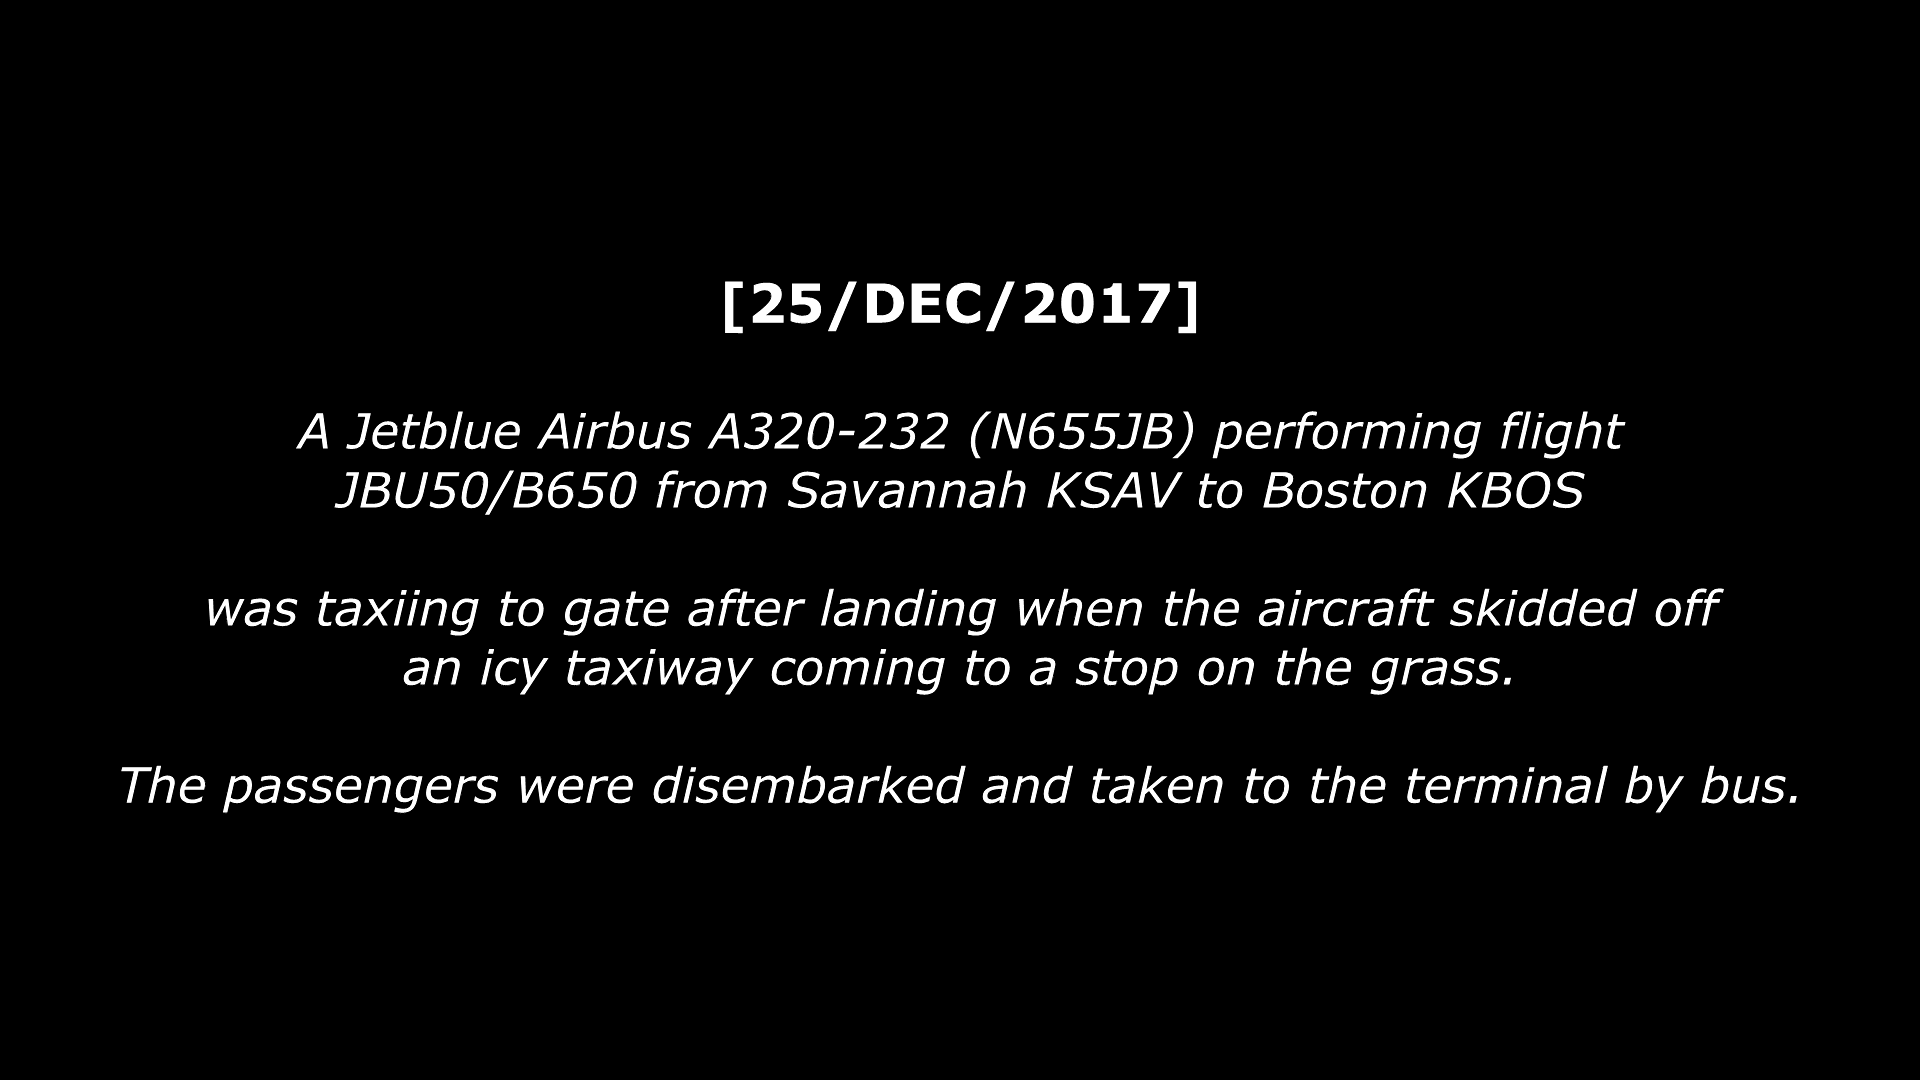 [25/DEC/2017]
A Jetblue Airbus A320-232 (N655JB) performing flight
JBU50/B650 from Savannah KSAV to Boston KBOS
was taxiing to gate after landing when the aircraft skidded off
an icy taxiway coming to a stop on the grass.
The passengers were disembarked and taken to the terminal by bus.